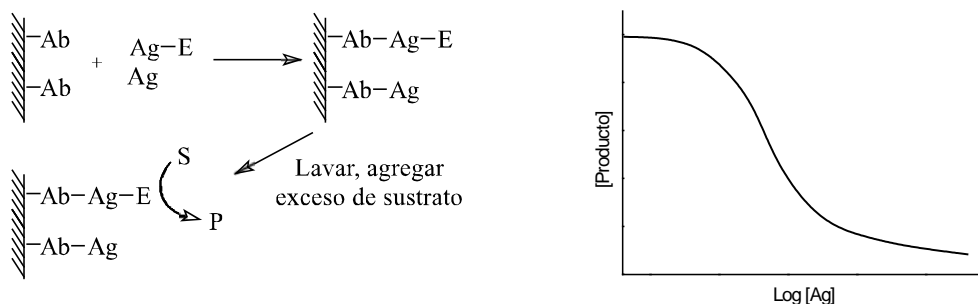 Ab
Ab
+
Ag–E
Ag
Ab–Ag–E
Ab–Ag
Lavar, agregar
exceso de sustrato
S
Ab–Ag–E
P
Ab–Ag
[Producto]
Log [Ag]